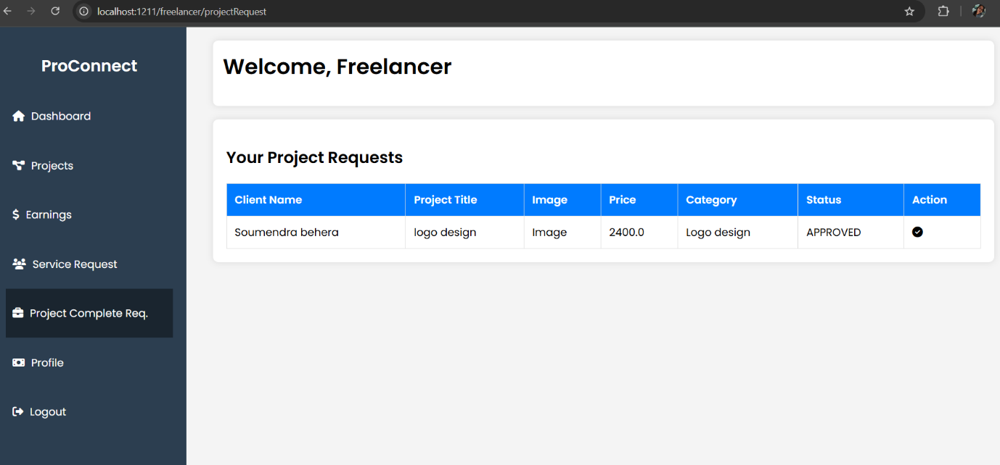 localhost:1211/freelancer/projectRequest
ProConnect
Dashboard
Projects
Earnings
Service Request
Project Complete Req.
Profile
Logout
Welcome, Freelancer
Your Project Requests
Client Name Project Title Image Price Category Status Action
Soumendra behera logo design Image 2400.0 Logo design APPROVED